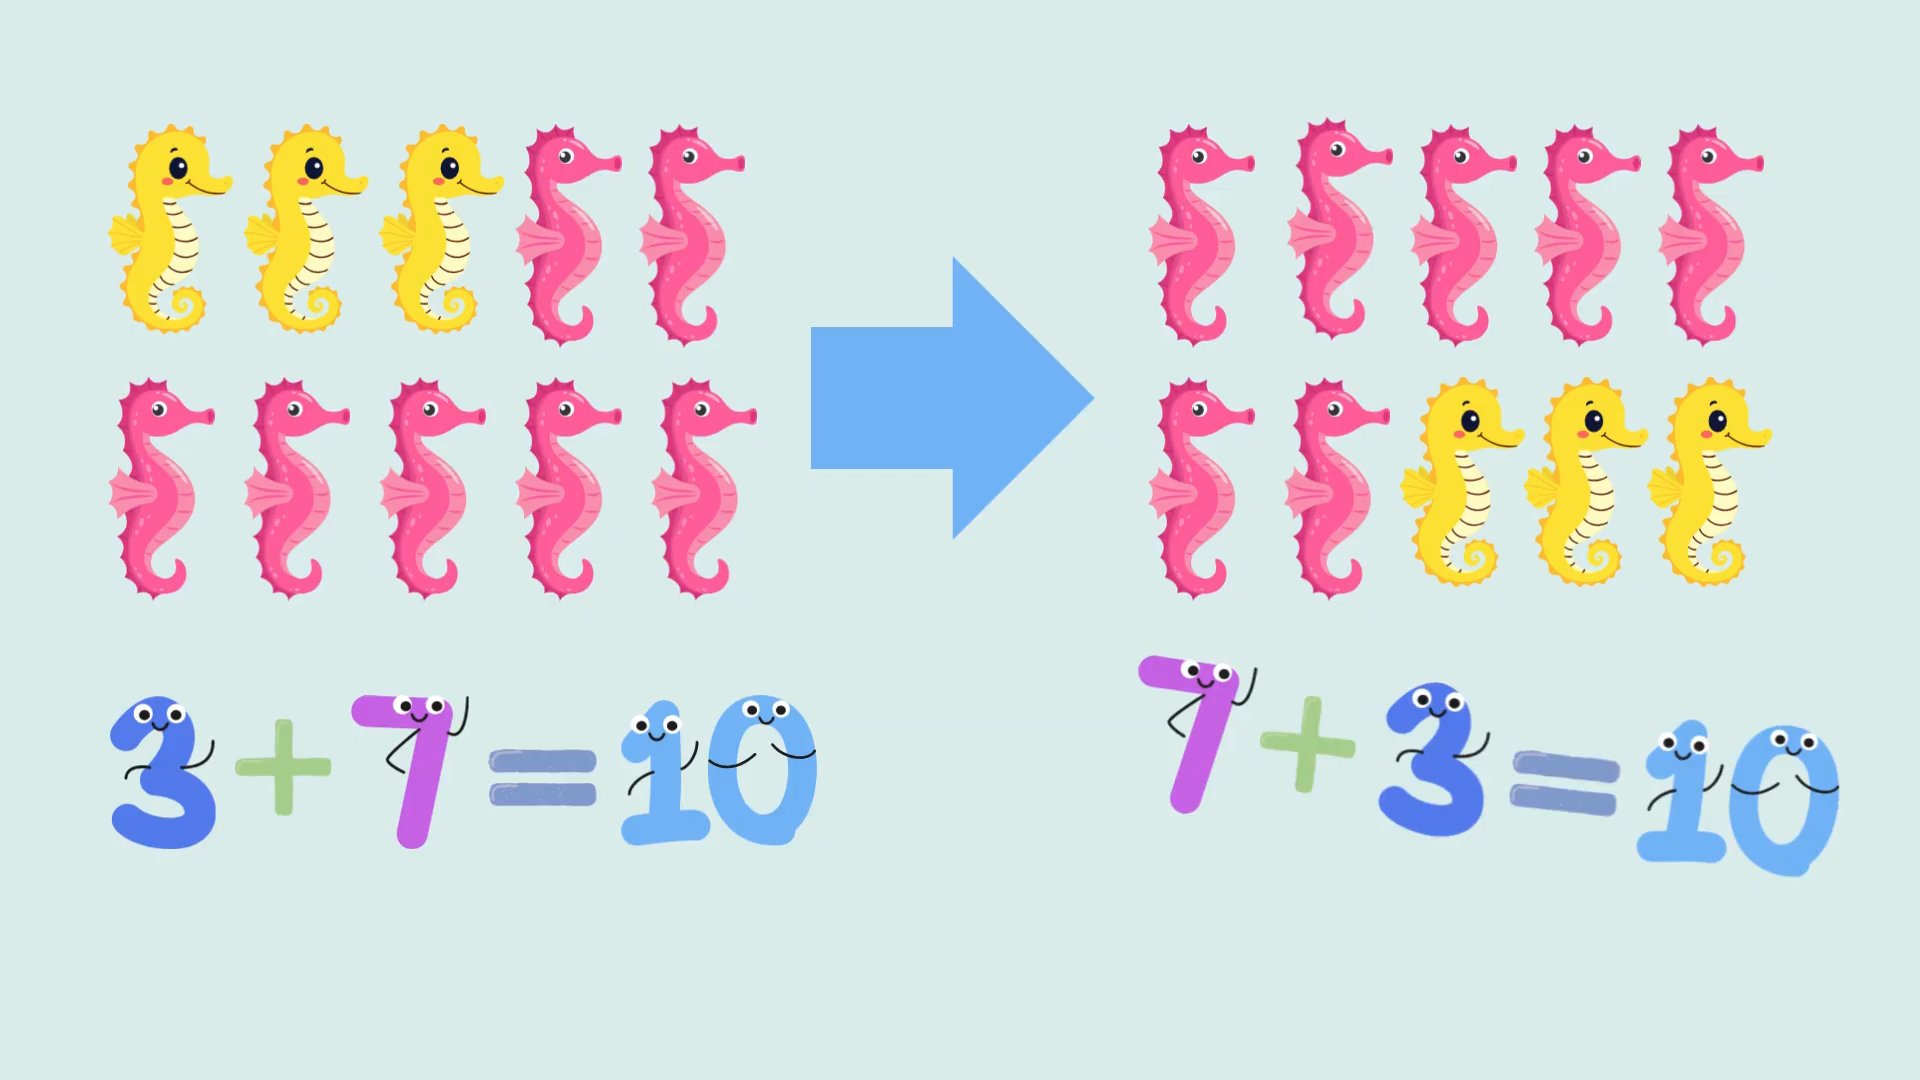 3 + 7 = 10
7 + 3 = 10